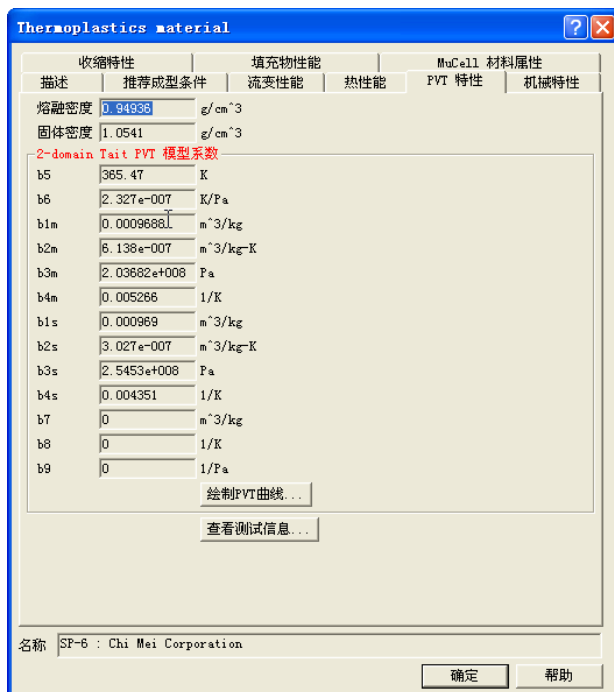 Thermoplastics material
收缩特性 填充物性能 MuCell 材料属性
描述 推荐成型条件 流变性能 热性能 PVT 特性 机械特性
熔融密度 0.94936 g/cm^3
固体密度 1.0541 g/cm^3
2-domain Tait PVT 模型系数
b5 365.47 K
b6 2.327e-007 K/Pa
b1m 0.0009688 m^3/kg
b2m 6.138e-007 m^3/kg-K
b3m 2.03682e+008 Pa
b4m 0.005266 1/K
b1s 0.000969 m^3/kg
b2s 3.027e-007 m^3/kg-K
b3s 2.5453e+008 Pa
b4s 0.004351 1/K
b7 0 m^3/kg
b8 0 1/K
b9 0 1/Pa
绘制PVT曲线...
查看测试信息...
名称 SP-6 : Chi Mei Corporation
确定 帮助